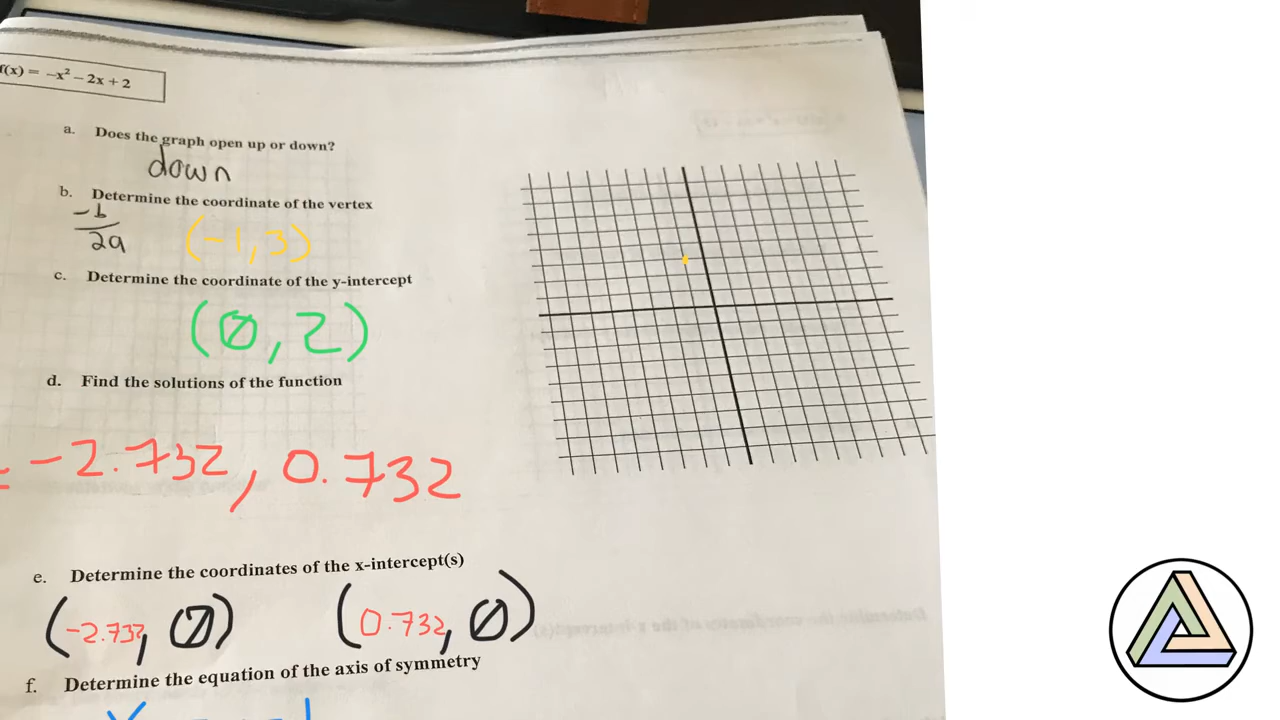 f(x) = −x² − 2x + 2
a. Does the graph open up or down?
down
b. Determine the coordinate of the vertex
-b
2a
(-1, 3)
c. Determine the coordinate of the y-intercept
(0, 2)
d. Find the solutions of the function
-2.732, 0.732
e. Determine the coordinates of the x-intercept(s)
(-2.732, 0) (0.732, 0)
f. Determine the equation of the axis of symmetry